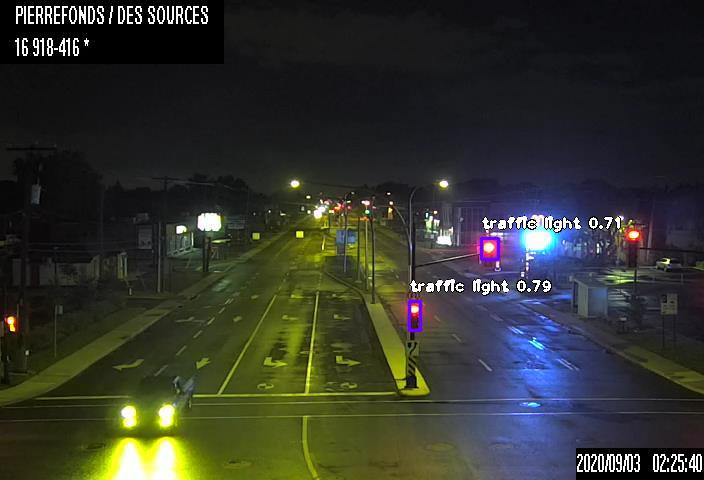 PIERREFONDS / DES SOURCES
16 918-416 *
traffic light 0.71
traffic light 0.79
2020/09/03 02:25:40